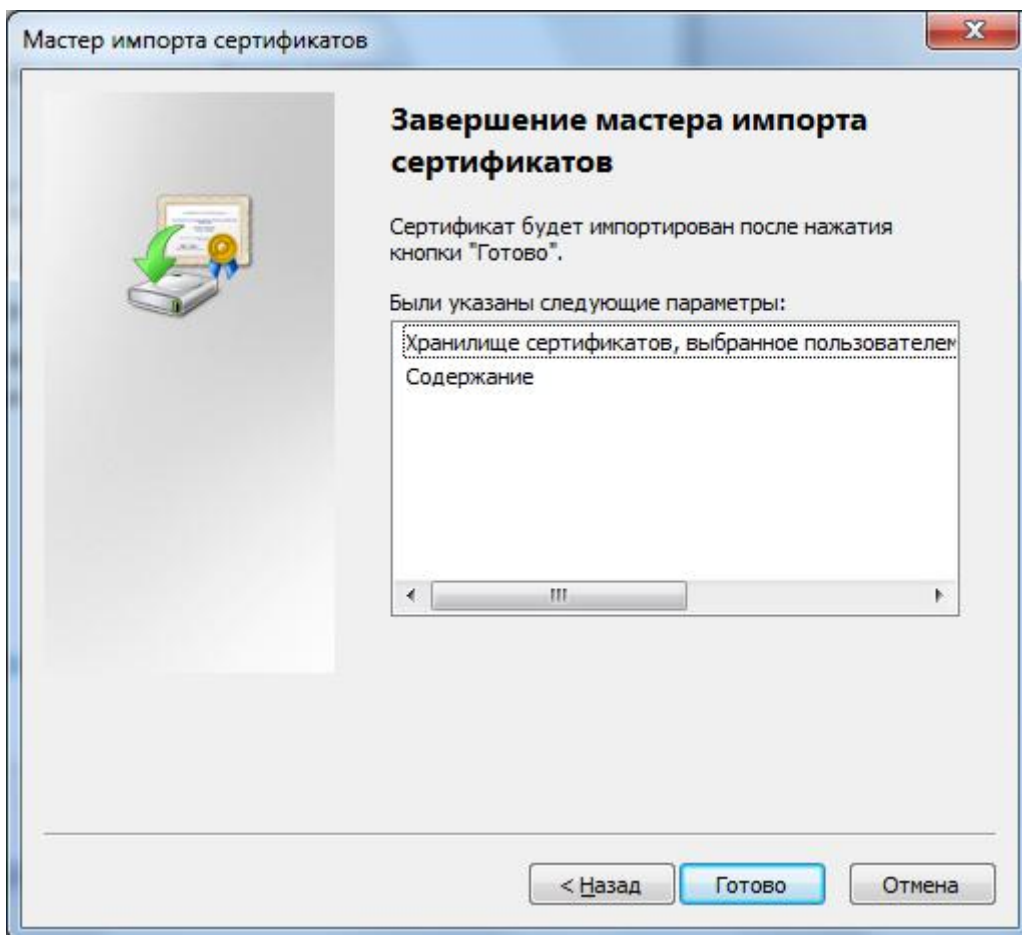 Мастер импорта сертификатов
Завершение мастера импорта
сертификатов
Сертификат будет импортирован после нажатия
кнопки "Готово".
Были указаны следующие параметры:
Хранилище сертификатов, выбранное пользователем
Содержание
< Назад
Готово
Отмена